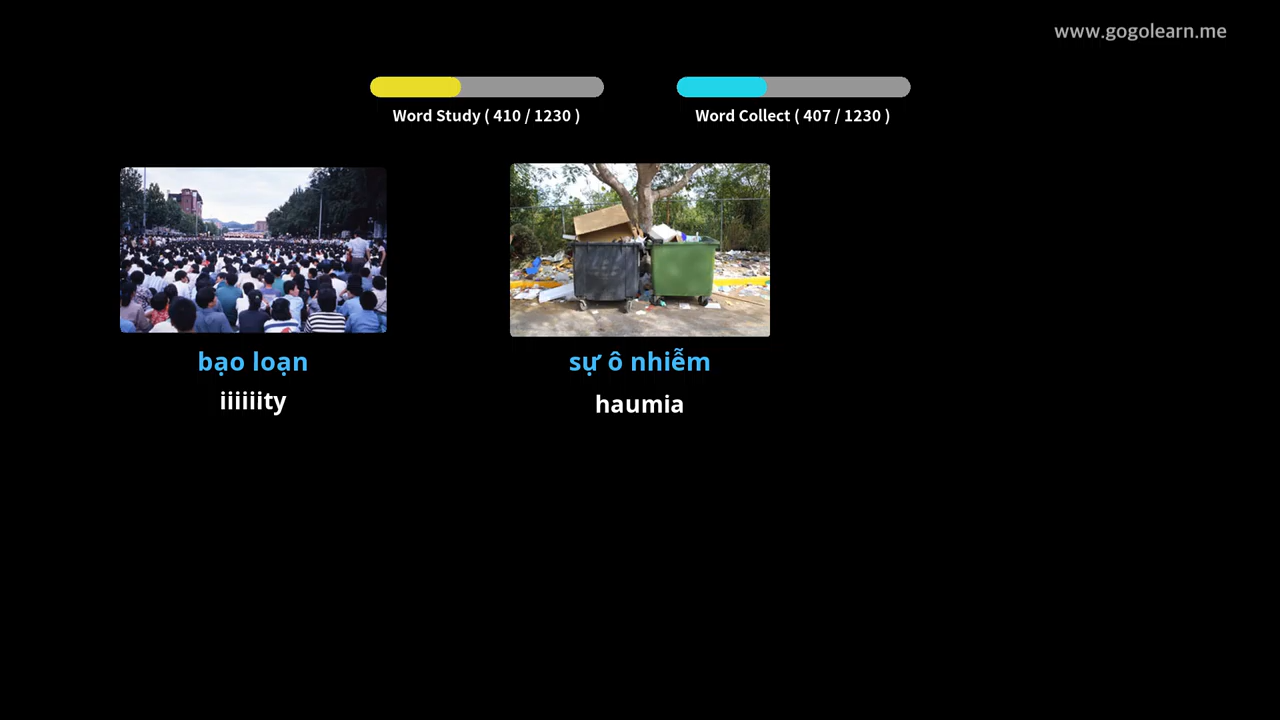 www.gogolearn.me
Word Study ( 410 / 1230 )
Word Collect ( 407 / 1230 )
bạo loạn
iiiiiity
sự ô nhiễm
haumia